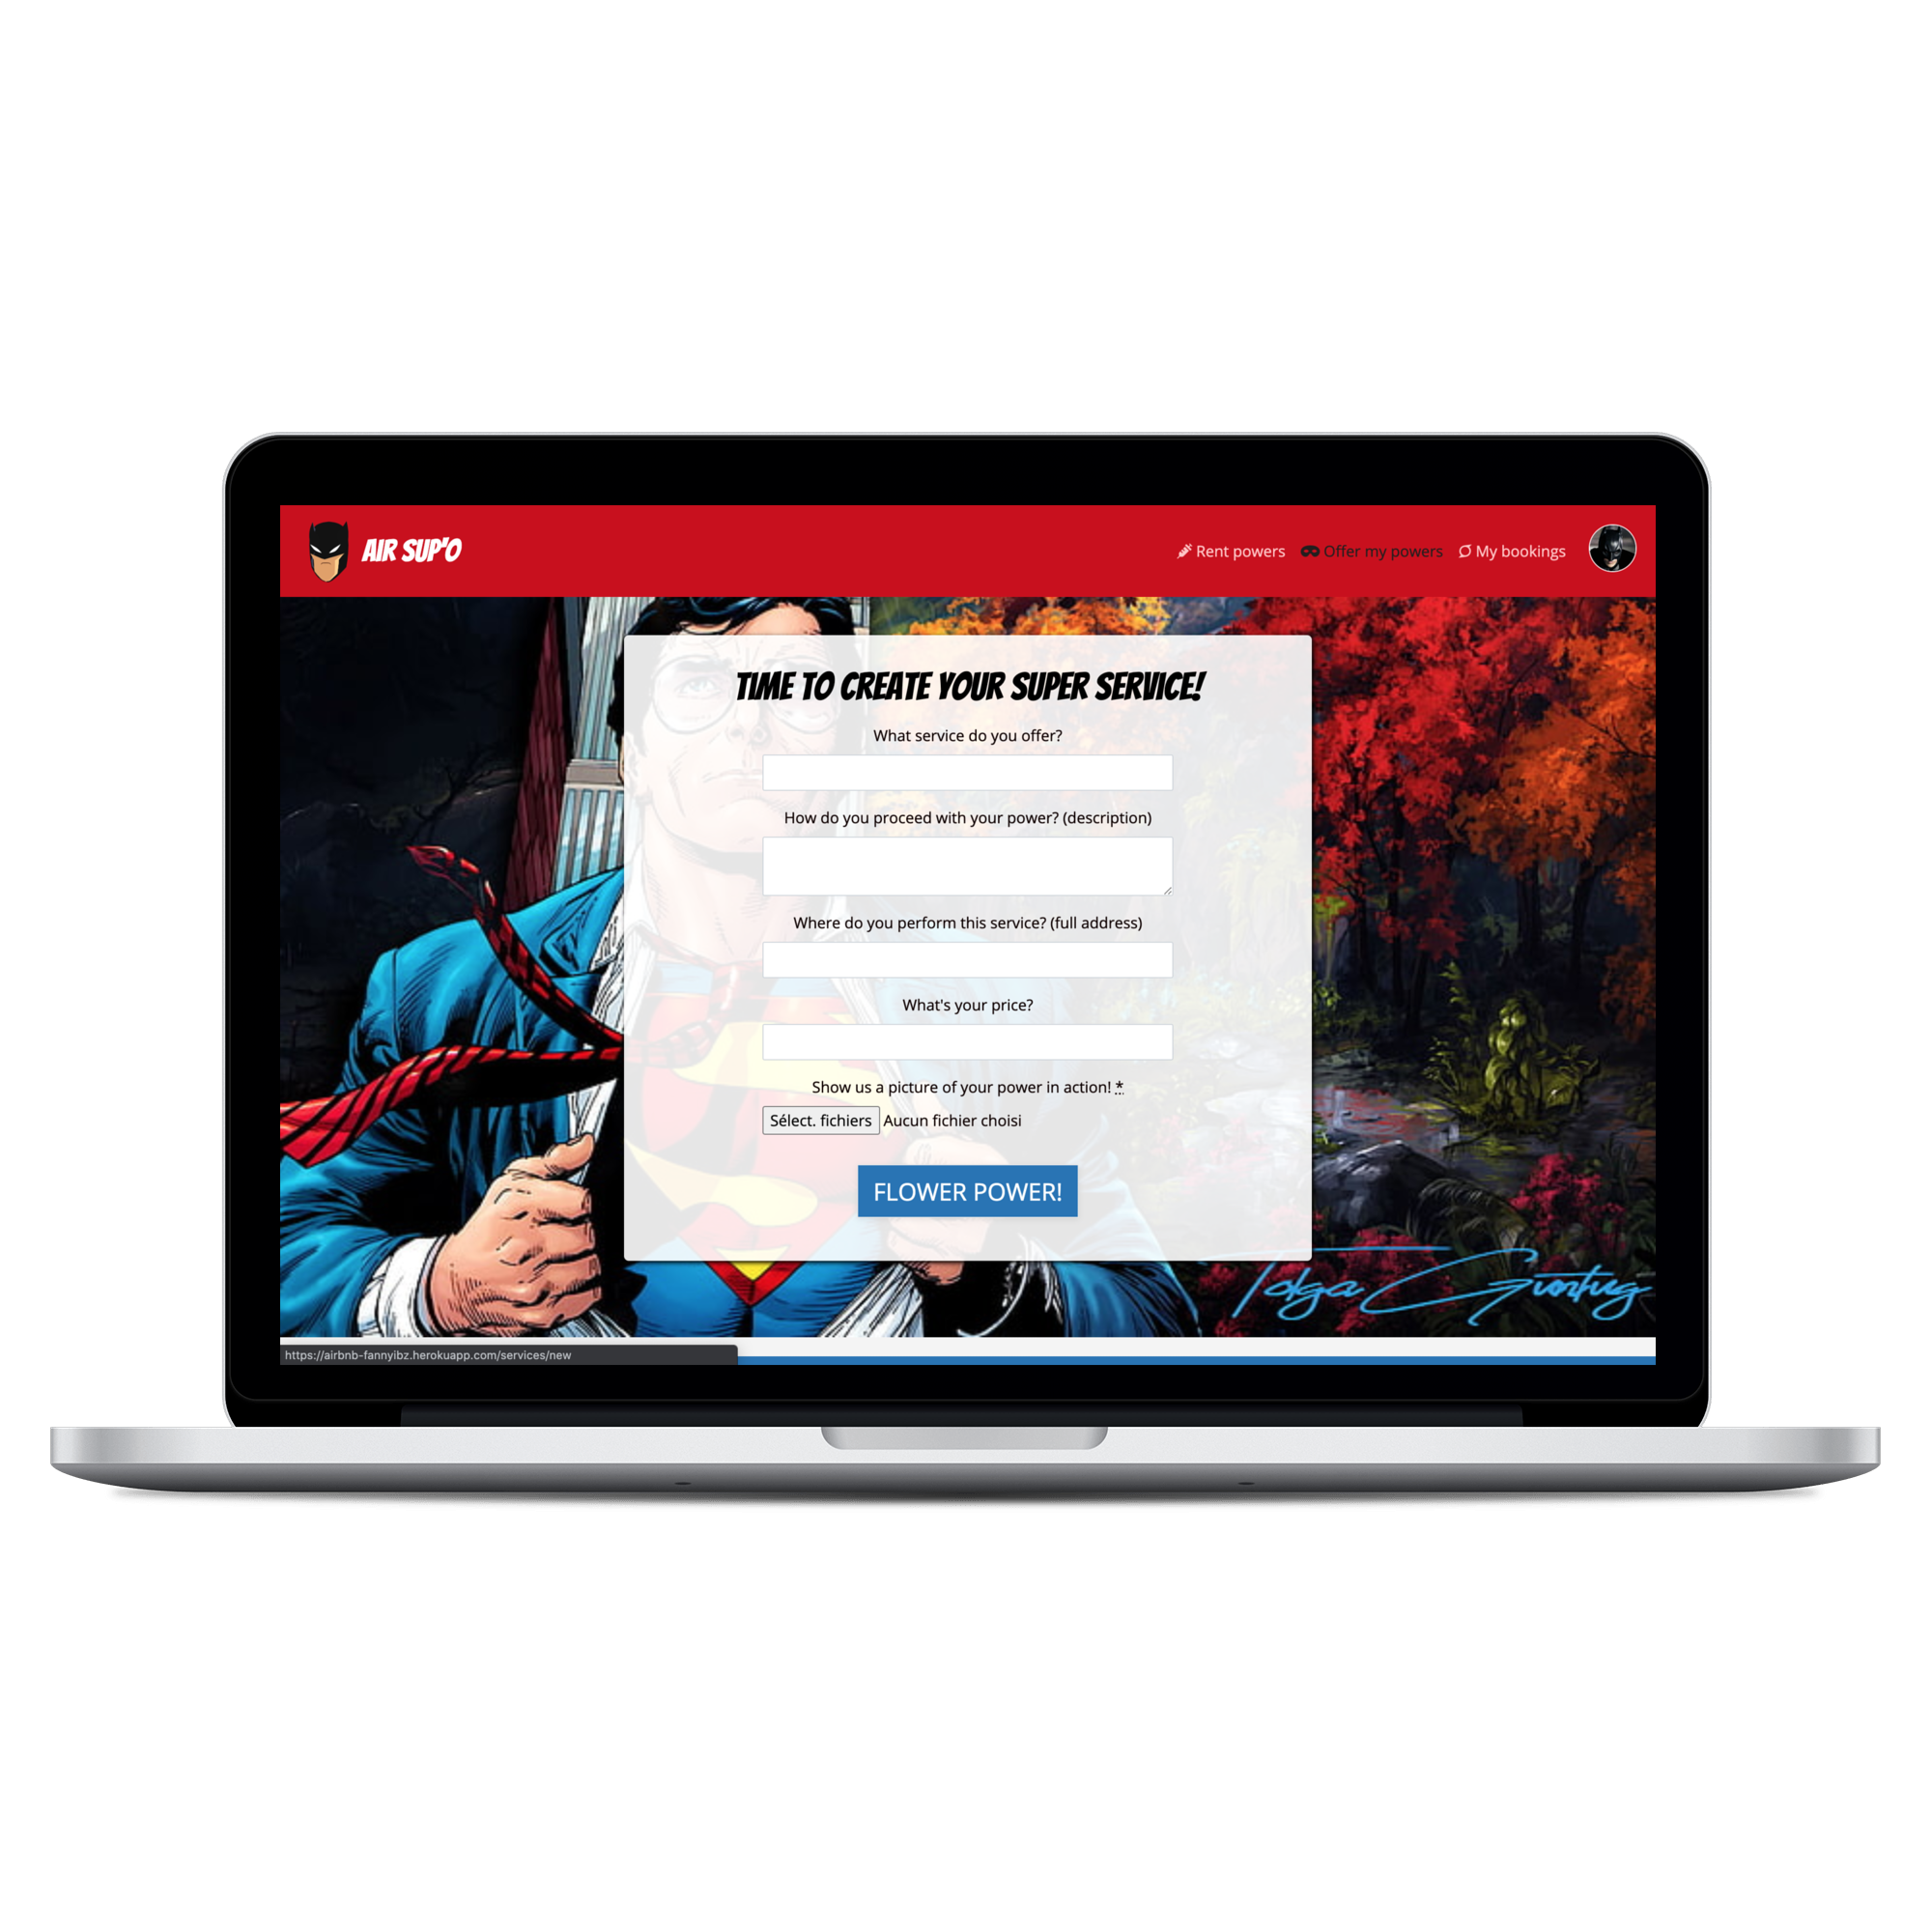 AIR SUP'O
Rent powers Offer my powers My bookings
TIME TO CREATE YOUR SUPER SERVICE!
What service do you offer?
How do you proceed with your power? (description)
Where do you perform this service? (full address)
What's your price?
Show us a picture of your power in action! *
Sélect. fichiers Aucun fichier choisi
FLOWER POWER!
Tolga
https://airbnb-fannyibz.herokuapp.com/services/new